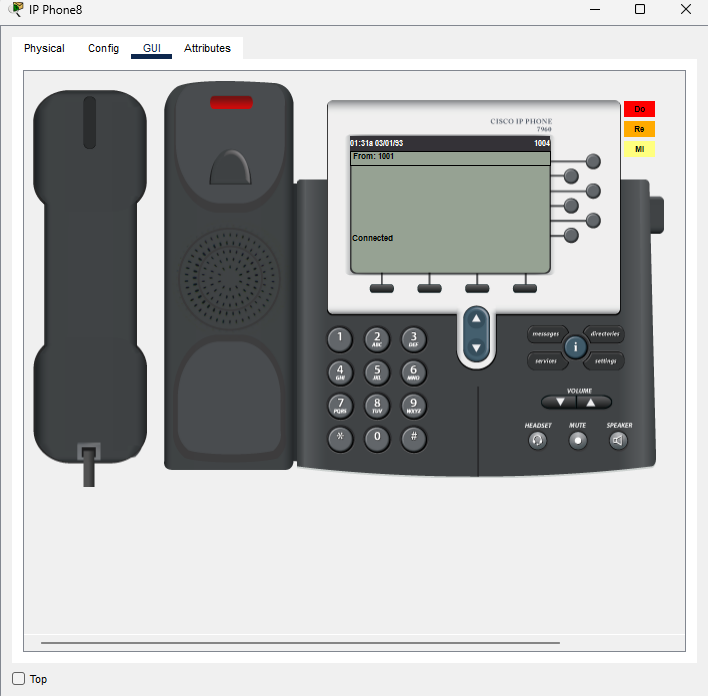 IP Phone8
Physical Config GUI Attributes
CISCO IP PHONE
7960
01:31a 03/01/93 1004
From: 1001
Connected
Do
Re
MI
1 2 ABC 3 DEF
4 GHI 5 JKL 6 MNO
7 PQRS 8 TUV 9 WXYZ
* 0 #
messages directories
i
services settings
VOLUME
HEADSET MUTE SPEAKER
Top